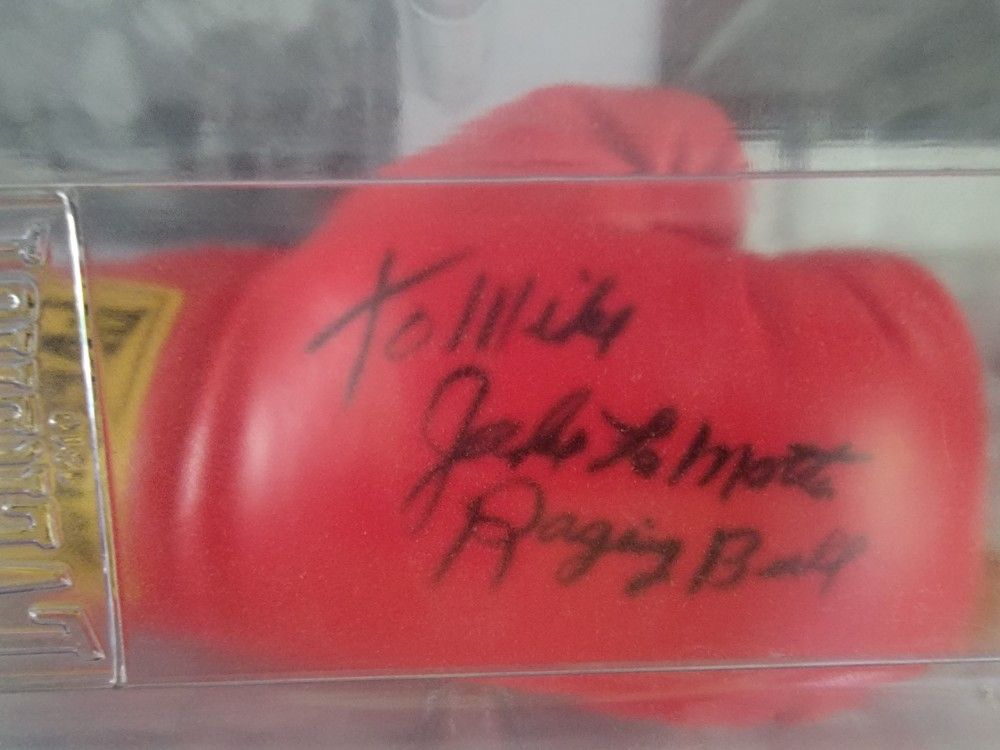 To Mike
Jake La Motta
Raging Bull